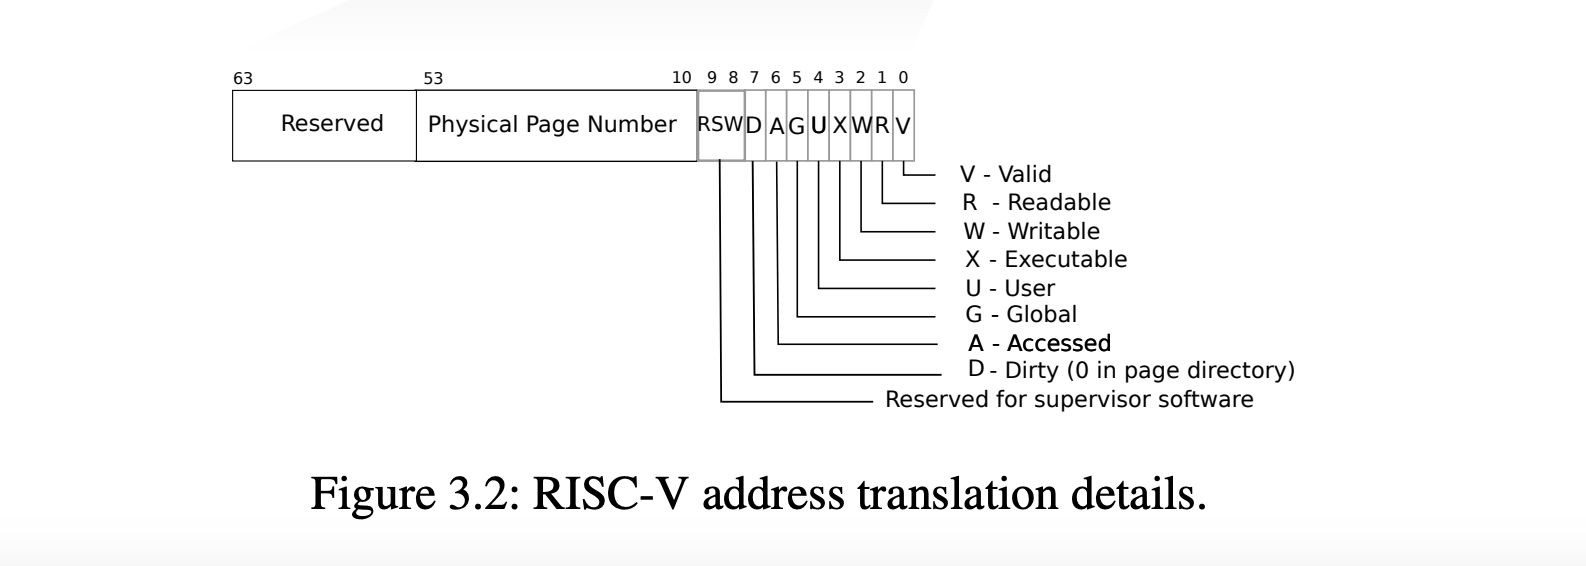 63 53 10 9 8 7 6 5 4 3 2 1 0
Reserved Physical Page Number RSW D A G U X W R V
V - Valid
R - Readable
W - Writable
X - Executable
U - User
G - Global
A - Accessed
D - Dirty (0 in page directory)
Reserved for supervisor software
Figure 3.2: RISC-V address translation details.